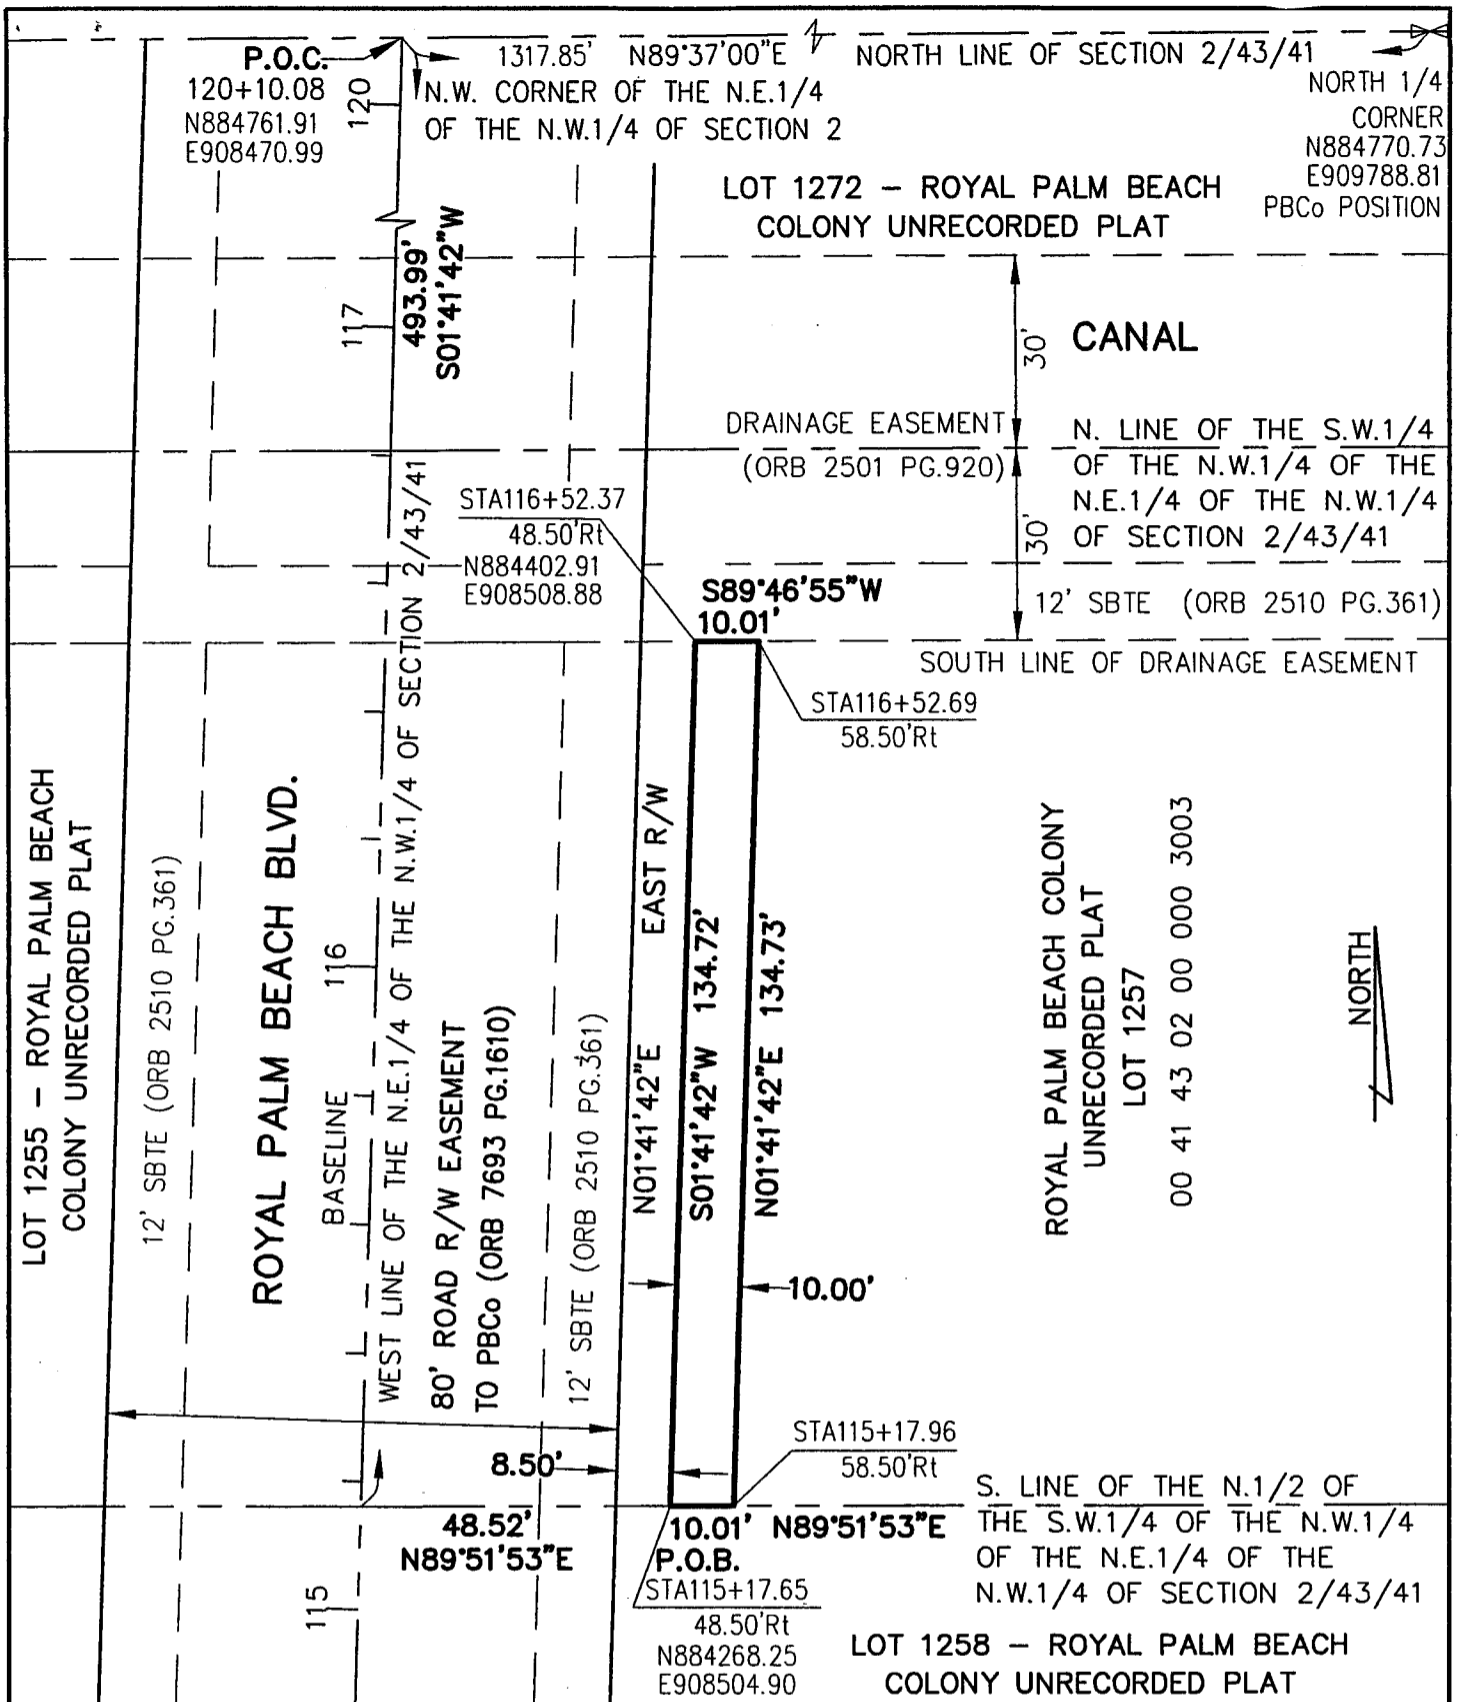 P.O.C.
120+10.08
N884761.91
E908470.99
120
1317.85' N89°37'00"E
NORTH LINE OF SECTION 2/43/41
N.W. CORNER OF THE N.E.1/4
OF THE N.W.1/4 OF SECTION 2
NORTH 1/4
CORNER
N884770.73
E909788.81
PBCo POSITION
LOT 1272 – ROYAL PALM BEACH
COLONY UNRECORDED PLAT
493.99'
S01°41'42"W
117
30'
CANAL
DRAINAGE EASEMENT
(ORB 2501 PG.920)
N. LINE OF THE S.W.1/4
OF THE N.W.1/4 OF THE
N.E.1/4 OF THE N.W.1/4
OF SECTION 2/43/41
30'
STA116+52.37
48.50'Rt
N884402.91
E908508.88
S89°46'55"W
10.01'
12' SBTE (ORB 2510 PG.361)
SOUTH LINE OF DRAINAGE EASEMENT
STA116+52.69
58.50'Rt
LOT 1255 – ROYAL PALM BEACH
COLONY UNRECORDED PLAT
12' SBTE (ORB 2510 PG.361)
ROYAL PALM BEACH BLVD.
BASELINE
116
WEST LINE OF THE N.E.1/4 OF THE N.W.1/4 OF SECTION 2/43/41
80' ROAD R/W EASEMENT
TO PBCo (ORB 7693 PG.1610)
12' SBTE (ORB 2510 PG.361)
N01°41'42"E EAST R/W
S01°41'42"W 134.72'
N01°41'42"E 134.73'
10.00'
ROYAL PALM BEACH COLONY
UNRECORDED PLAT
LOT 1257
00 41 43 02 00 000 3003
NORTH
8.50'
STA115+17.96
58.50'Rt
48.52'
N89°51'53"E
10.01' N89°51'53"E
P.O.B.
STA115+17.65
48.50'Rt
N884268.25
E908504.90
S. LINE OF THE N.1/2 OF
THE S.W.1/4 OF THE N.W.1/4
OF THE N.E.1/4 OF THE
N.W.1/4 OF SECTION 2/43/41
115
LOT 1258 – ROYAL PALM BEACH
COLONY UNRECORDED PLAT